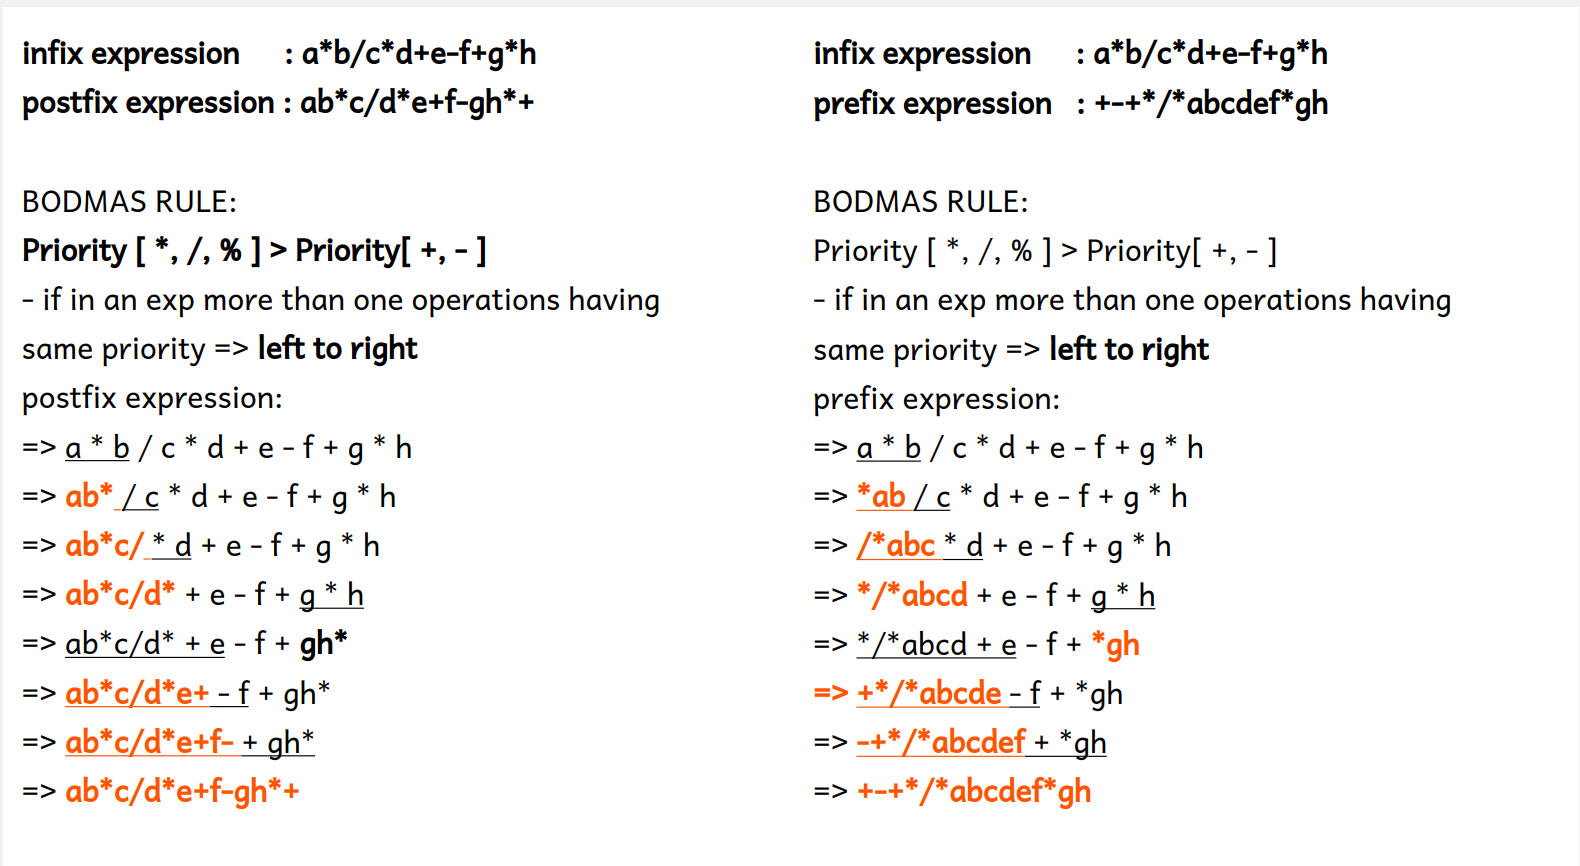 infix expression : a*b/c*d+e-f+g*h
postfix expression : ab*c/d*e+f-gh*+
BODMAS RULE:
Priority [ *, /, % ] > Priority[ +, - ]
- if in an exp more than one operations having
same priority => left to right
postfix expression:
=> a * b / c * d + e - f + g * h
=> ab* / c * d + e - f + g * h
=> ab*c/ * d + e - f + g * h
=> ab*c/d* + e - f + g * h
=> ab*c/d* + e - f + gh*
=> ab*c/d*e+ - f + gh*
=> ab*c/d*e+f- + gh*
=> ab*c/d*e+f-gh*+
infix expression : a*b/c*d+e-f+g*h
prefix expression : +-+*/*abcdef*gh
BODMAS RULE:
Priority [ *, /, % ] > Priority[ +, - ]
- if in an exp more than one operations having
same priority => left to right
prefix expression:
=> a * b / c * d + e - f + g * h
=> *ab / c * d + e - f + g * h
=> /*abc * d + e - f + g * h
=> */*abcd + e - f + g * h
=> */*abcd + e - f + *gh
=> +*/*abcde - f + *gh
=> -+*/*abcdef + *gh
=> +-+*/*abcdef*gh